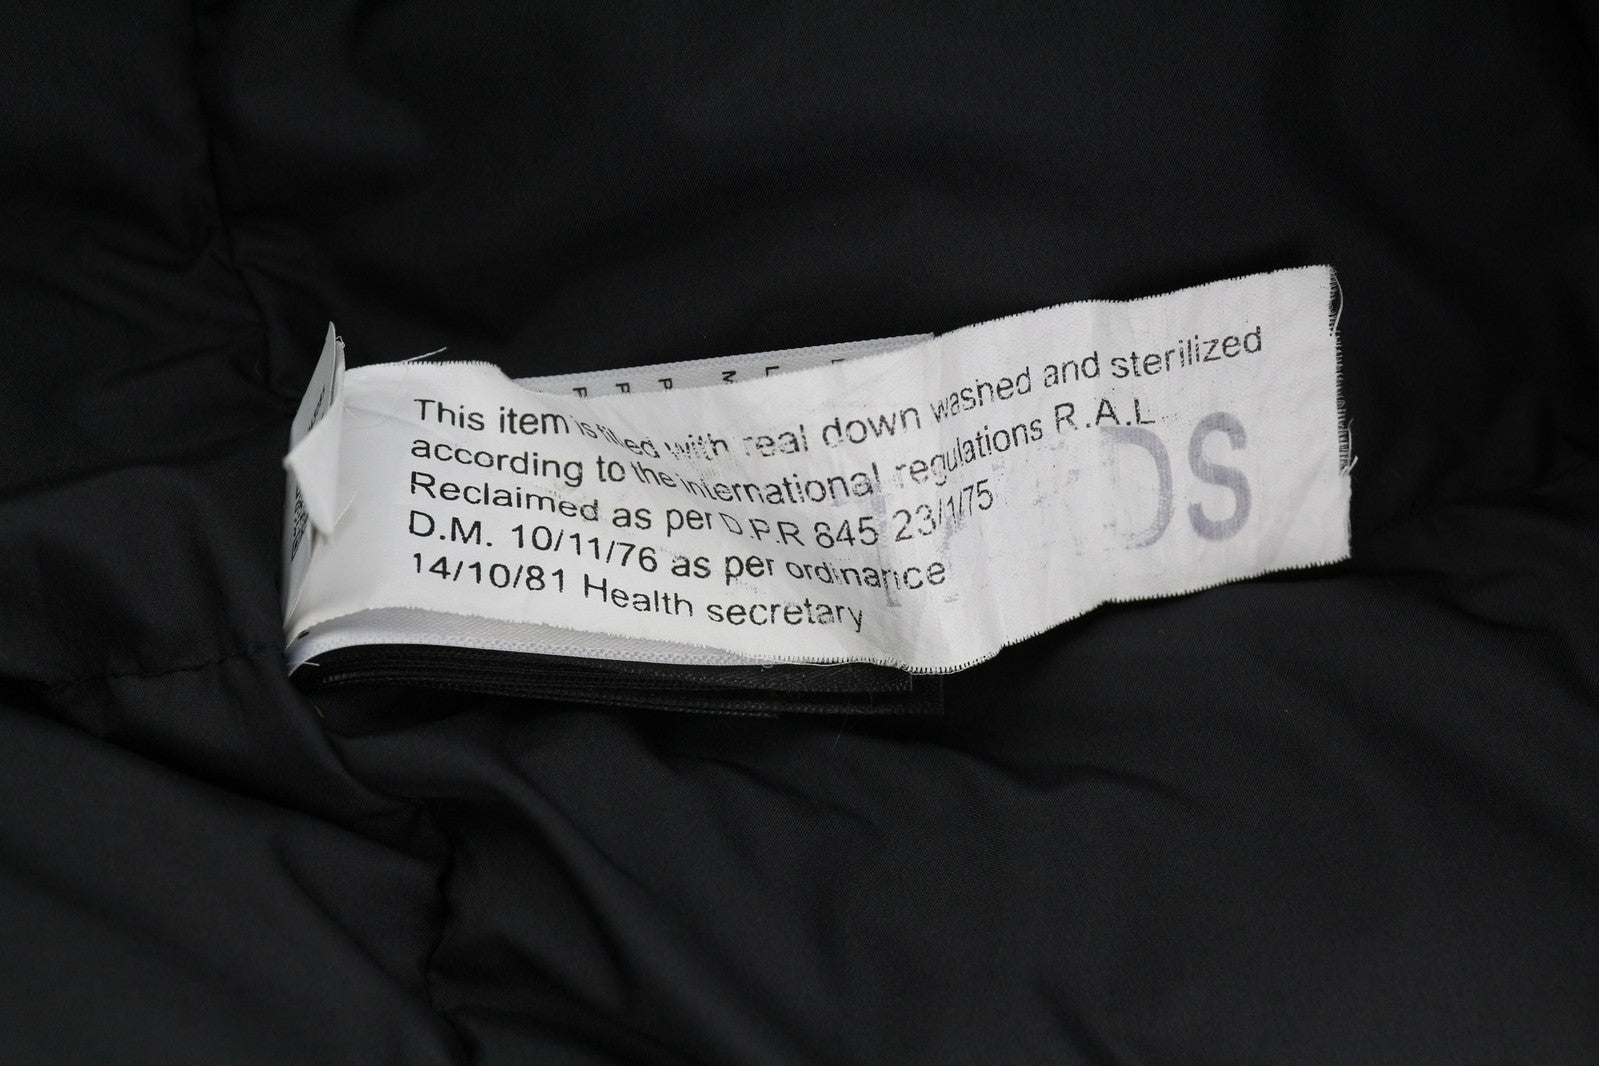 This item is filled with real down washed and sterilized
according to the international regulations R.A.L
Reclaimed as per D.P.R 845 23/1/75
D.M. 10/11/76 as per ordinance
14/10/81 Health secretary
DS